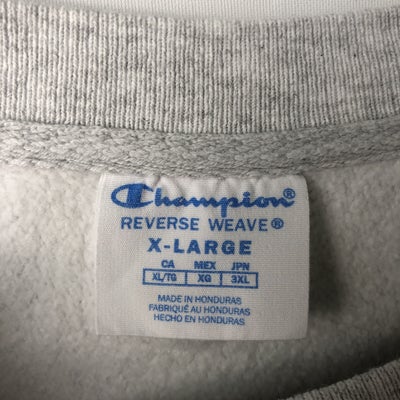 Champion®
REVERSE WEAVE®
X-LARGE
CA MEX JPN
XL/TG XG 3XL
MADE IN HONDURAS
FABRIQUÉ AU HONDURAS
HECHO EN HONDURAS